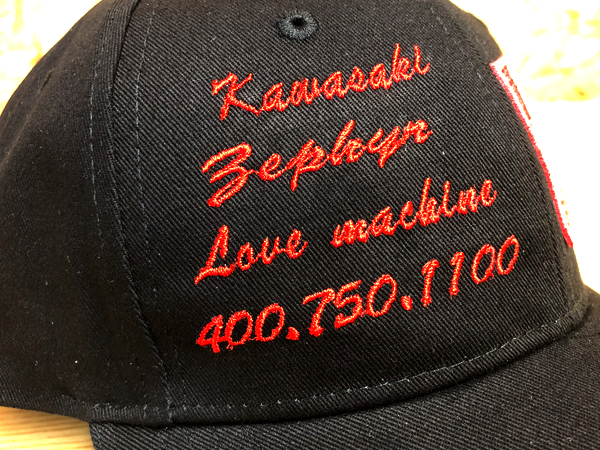 Kawasaki
Zephyr
Love machine
400.750.1100